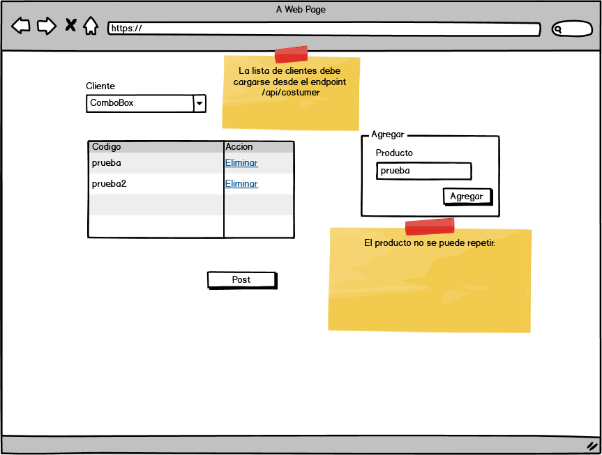 A Web Page
https://
La lista de clientes debe
cargarse desde el endpoint
/api/costumer
Cliente
ComboBox
Agregar
Producto
prueba
Agregar
Codigo Accion
prueba Eliminar
prueba2 Eliminar
El producto no se puede repetir.
Post